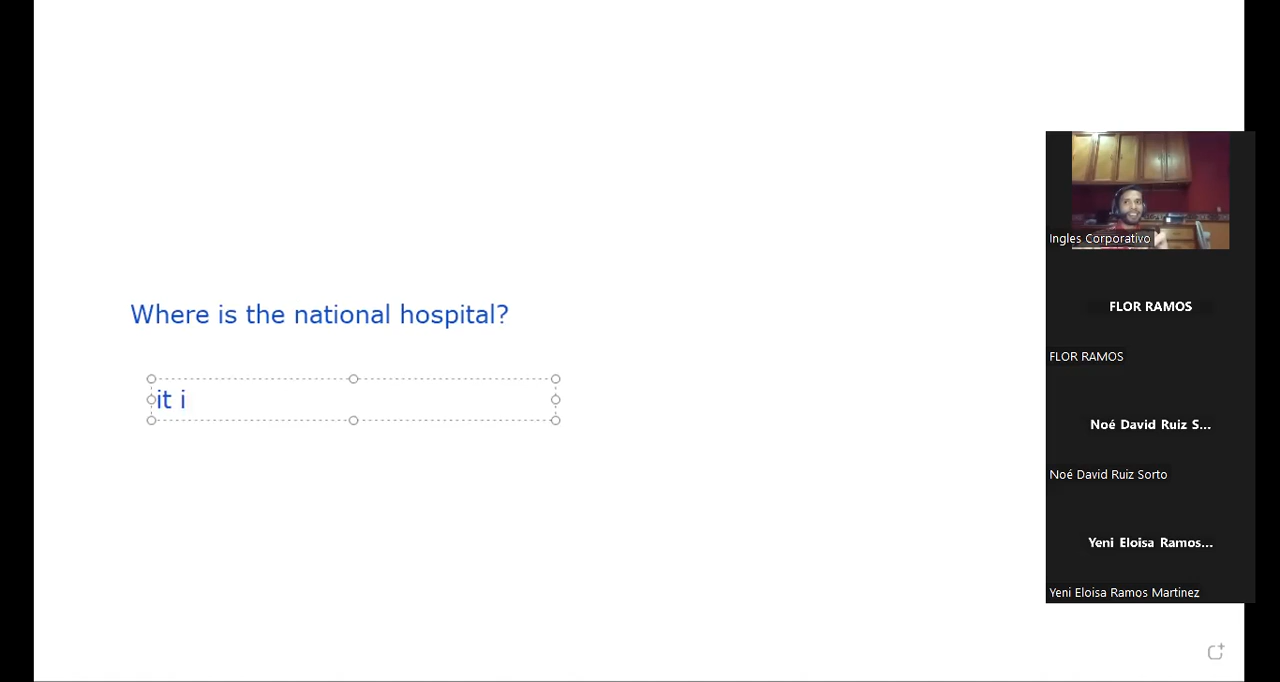 Where is the national hospital?
it i
Ingles Corporativo
FLOR RAMOS
FLOR RAMOS
Noé David Ruiz S...
Noé David Ruiz Sorto
Yeni Eloisa Ramos...
Yeni Eloisa Ramos Martinez